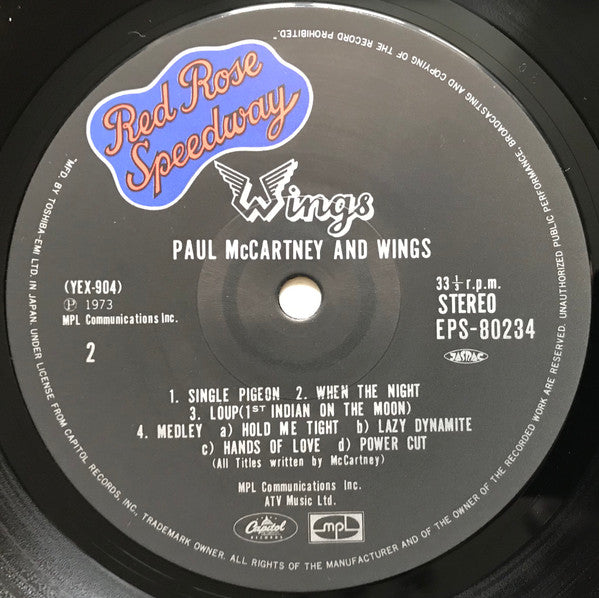 Red Rose
Speedway
Wings
PAUL McCARTNEY AND WINGS
(YEX-904)
Ⓟ 1973
MPL Communications Inc.
2
33 1/3 r.p.m.
STEREO
EPS-80234
JASRAC
1. SINGLE PIGEON 2. WHEN THE NIGHT
3. LOUP(1ST INDIAN ON THE MOON)
4. MEDLEY a) HOLD ME TIGHT b) LAZY DYNAMITE
c) HANDS OF LOVE d) POWER CUT
(All Titles written by McCartney)
MPL Communications Inc.
ATV Music Ltd.
Capitol
RECORDS
MPL
"MFD. BY TOSHIBA-EMI LTD. IN JAPAN, UNDER LICENSE FROM CAPITOL RECORDS, INC., TRADEMARK OWNER. ALL RIGHTS OF THE MANUFACTURER AND OF THE OWNER OF THE RECORDED WORK ARE RESERVED. UNAUTHORIZED PUBLIC PERFORMANCE, BROADCASTING AND COPYING OF THE RECORD PROHIBITED."